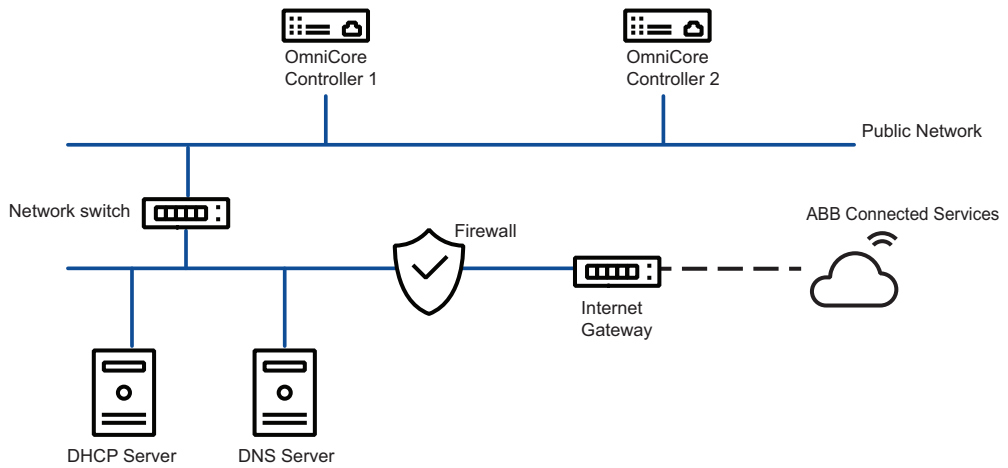 OmniCore
Controller 1
OmniCore
Controller 2
Public Network
Network switch
Firewall
ABB Connected Services
Internet
Gateway
DHCP Server
DNS Server